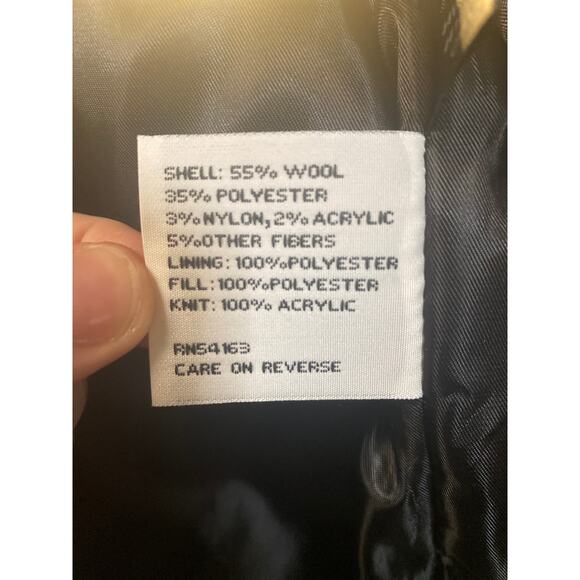 SHELL: 55% WOOL
35% POLYESTER
3% NYLON, 2% ACRYLIC
5% OTHER FIBERS
LINING: 100% POLYESTER
FILL: 100% POLYESTER
KNIT: 100% ACRYLIC
RN54163
CARE ON REVERSE